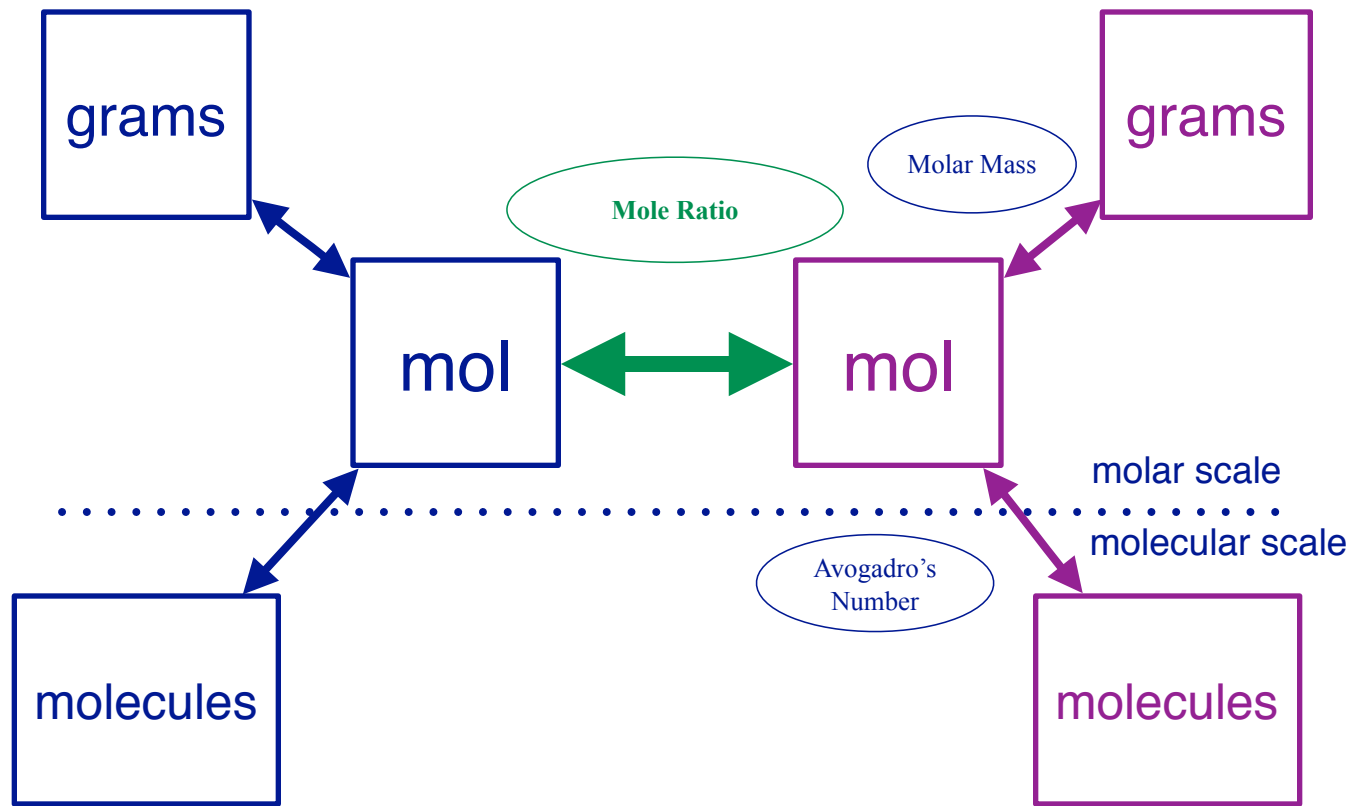 grams
grams
Molar Mass
Mole Ratio
mol
mol
molar scale
molecular scale
Avogadro’s
Number
molecules
molecules